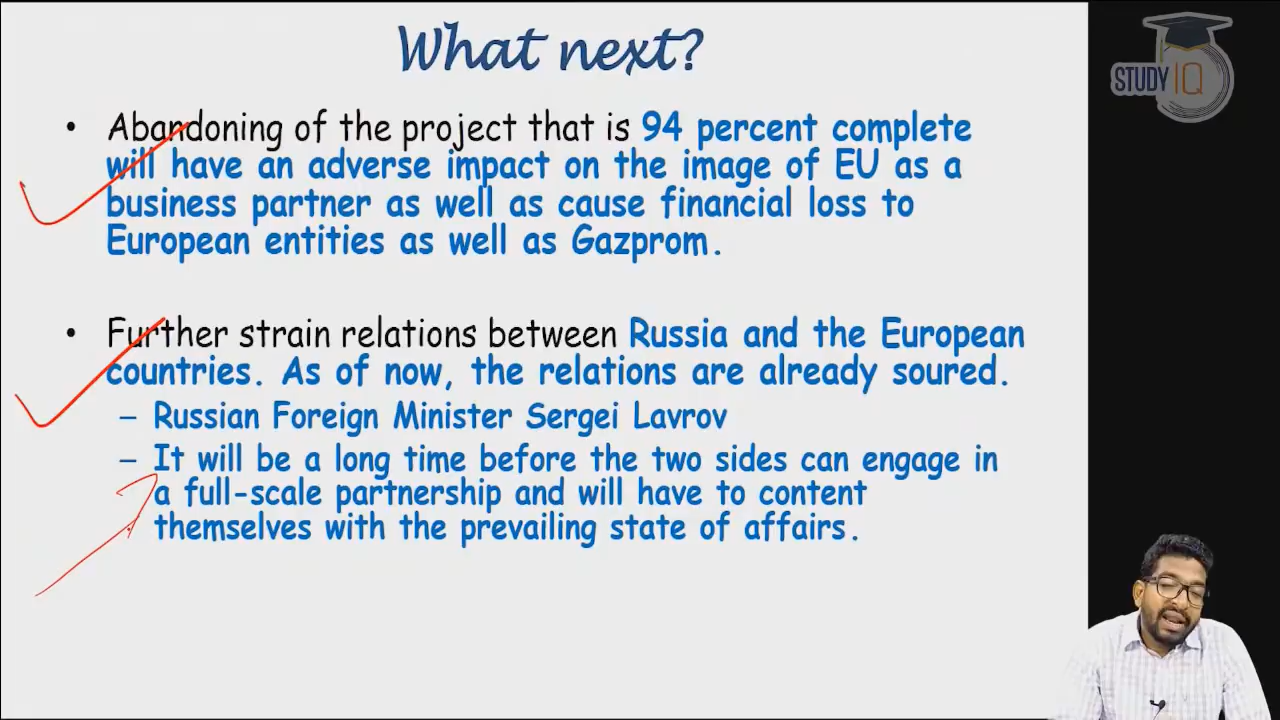 What next?
STUDY IQ
• Abandoning of the project that is 94 percent complete
will have an adverse impact on the image of EU as a
business partner as well as cause financial loss to
European entities as well as Gazprom.
• Further strain relations between Russia and the European
countries. As of now, the relations are already soured.
– Russian Foreign Minister Sergei Lavrov
– It will be a long time before the two sides can engage in
a full-scale partnership and will have to content
themselves with the prevailing state of affairs.